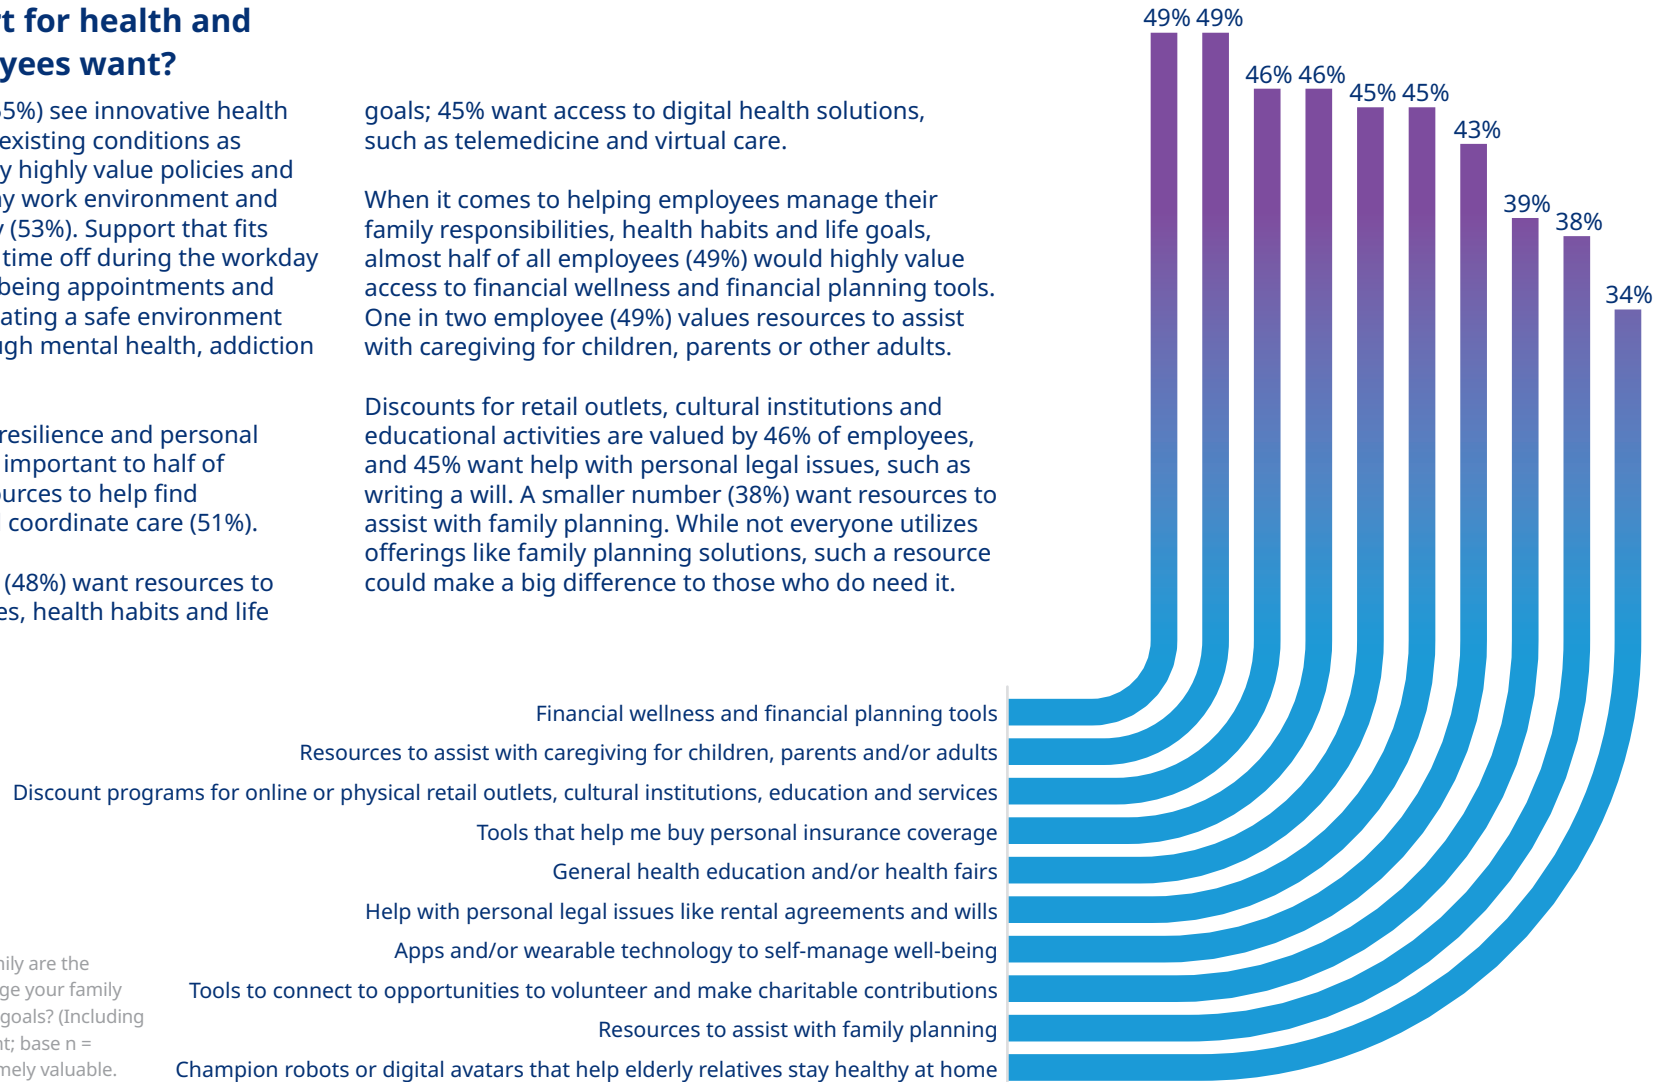 t for health and
yees want?
5%) see innovative health
existing conditions as
y highly value policies and
ny work environment and
y (53%). Support that fits
time off during the workday
being appointments and
ating a safe environment
ugh mental health, addiction
resilience and personal
important to half of
urces to help find
coordinate care (51%).
(48%) want resources to
es, health habits and life
goals; 45% want access to digital health solutions,
such as telemedicine and virtual care.
When it comes to helping employees manage their
family responsibilities, health habits and life goals,
almost half of all employees (49%) would highly value
access to financial wellness and financial planning tools.
One in two employee (49%) values resources to assist
with caregiving for children, parents or other adults.
Discounts for retail outlets, cultural institutions and
educational activities are valued by 46% of employees,
and 45% want help with personal legal issues, such as
writing a will. A smaller number (38%) want resources to
assist with family planning. While not everyone utilizes
offerings like family planning solutions, such a resource
could make a big difference to those who do need it.
49% 49%
46% 46%
45% 45%
43%
39%
38%
34%
Financial wellness and financial planning tools
Resources to assist with caregiving for children, parents and/or adults
Discount programs for online or physical retail outlets, cultural institutions, education and services
Tools that help me buy personal insurance coverage
General health education and/or health fairs
Help with personal legal issues like rental agreements and wills
Apps and/or wearable technology to self-manage well-being
Tools to connect to opportunities to volunteer and make charitable contributions
Resources to assist with family planning
Champion robots or digital avatars that help elderly relatives stay healthy at home
nily are the
ge your family
goals? (Including
nt; base n =
mely valuable.